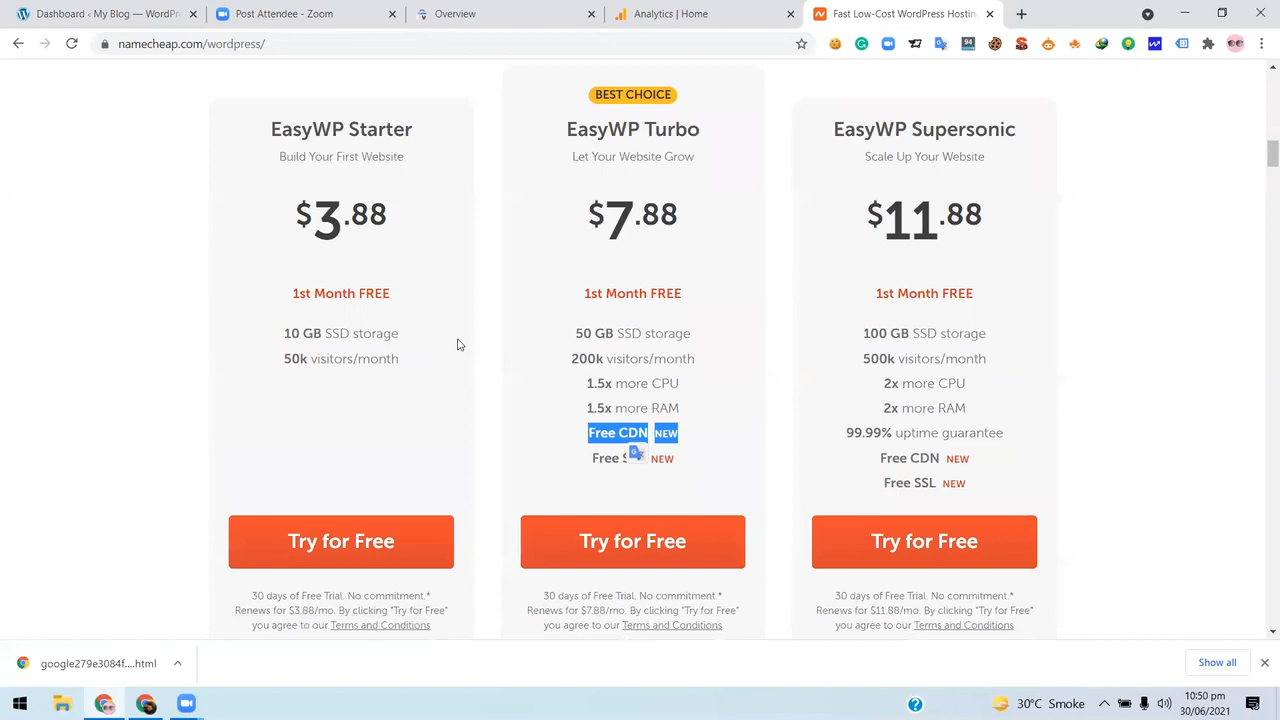 Dashboard ‹ My Blog — WordPr
Post Attendee - Zoom
Overview
Analytics | Home
Fast Low-Cost WordPress Hostin
namecheap.com/wordpress/
94
BEST CHOICE
EasyWP Starter
Build Your First Website
$3.88
1st Month FREE
10 GB SSD storage
50k visitors/month
Try for Free
30 days of Free Trial. No commitment.*
Renews for $3.88/mo. By clicking "Try for Free"
you agree to our Terms and Conditions
EasyWP Turbo
Let Your Website Grow
$7.88
1st Month FREE
50 GB SSD storage
200k visitors/month
1.5x more CPU
1.5x more RAM
Free CDN NEW
Free S NEW
Try for Free
30 days of Free Trial. No commitment.*
Renews for $7.88/mo. By clicking "Try for Free"
you agree to our Terms and Conditions
EasyWP Supersonic
Scale Up Your Website
$11.88
1st Month FREE
100 GB SSD storage
500k visitors/month
2x more CPU
2x more RAM
99.99% uptime guarantee
Free CDN NEW
Free SSL NEW
Try for Free
30 days of Free Trial. No commitment.*
Renews for $11.88/mo. By clicking "Try for Free"
you agree to our Terms and Conditions
google279e3084f....html
Show all
30°C Smoke
10:50 pm
30/06/2021